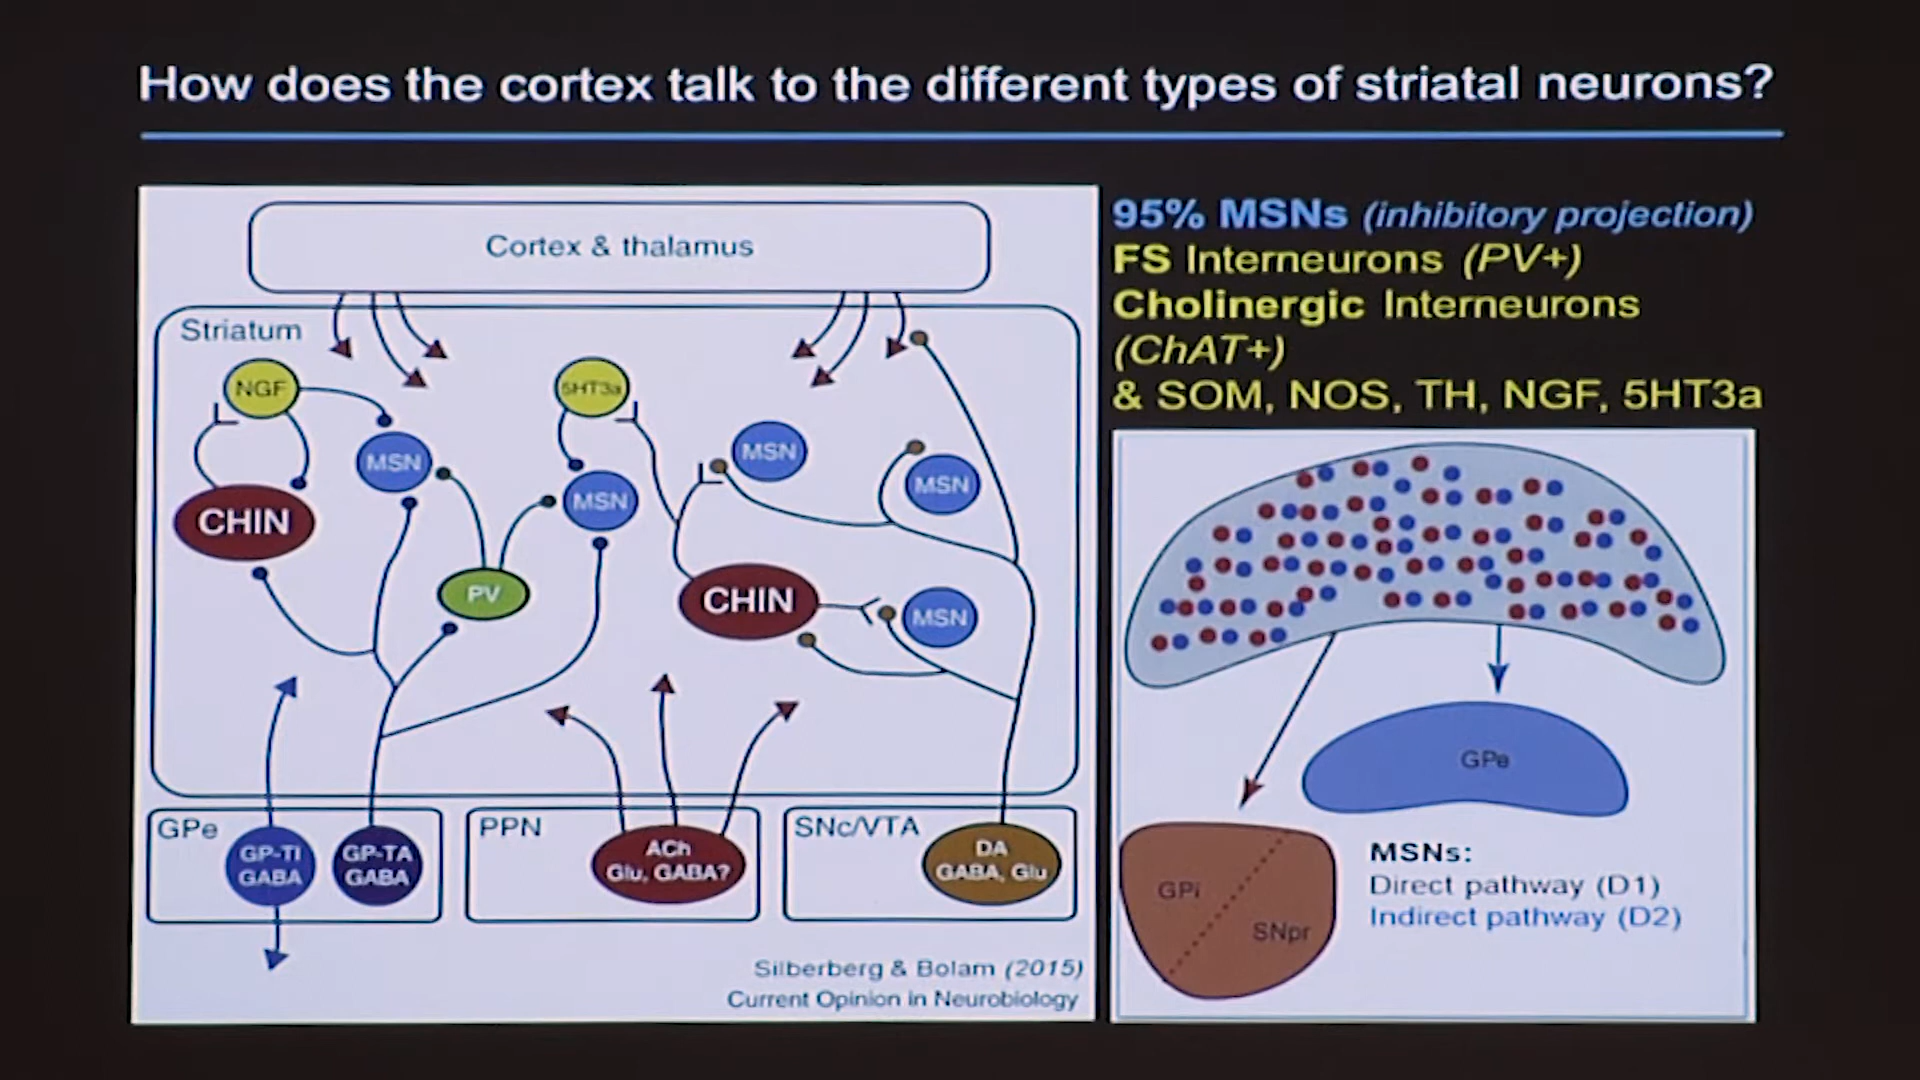 How does the cortex talk to the different types of striatal neurons?
Cortex & thalamus
Striatum
NGF
5HT3a
MSN
MSN
MSN
MSN
CHIN
PV
CHIN
MSN
GPe
GP-TI
GABA
GP-TA
GABA
PPN
ACh
Glu, GABA?
SNc/VTA
DA
GABA, Glu
Silberberg & Bolam (2015)
Current Opinion in Neurobiology
95% MSNs (inhibitory projection)
FS Interneurons (PV+)
Cholinergic Interneurons
(ChAT+)
& SOM, NOS, TH, NGF, 5HT3a
GPe
GPi
SNpr
MSNs:
Direct pathway (D1)
Indirect pathway (D2)